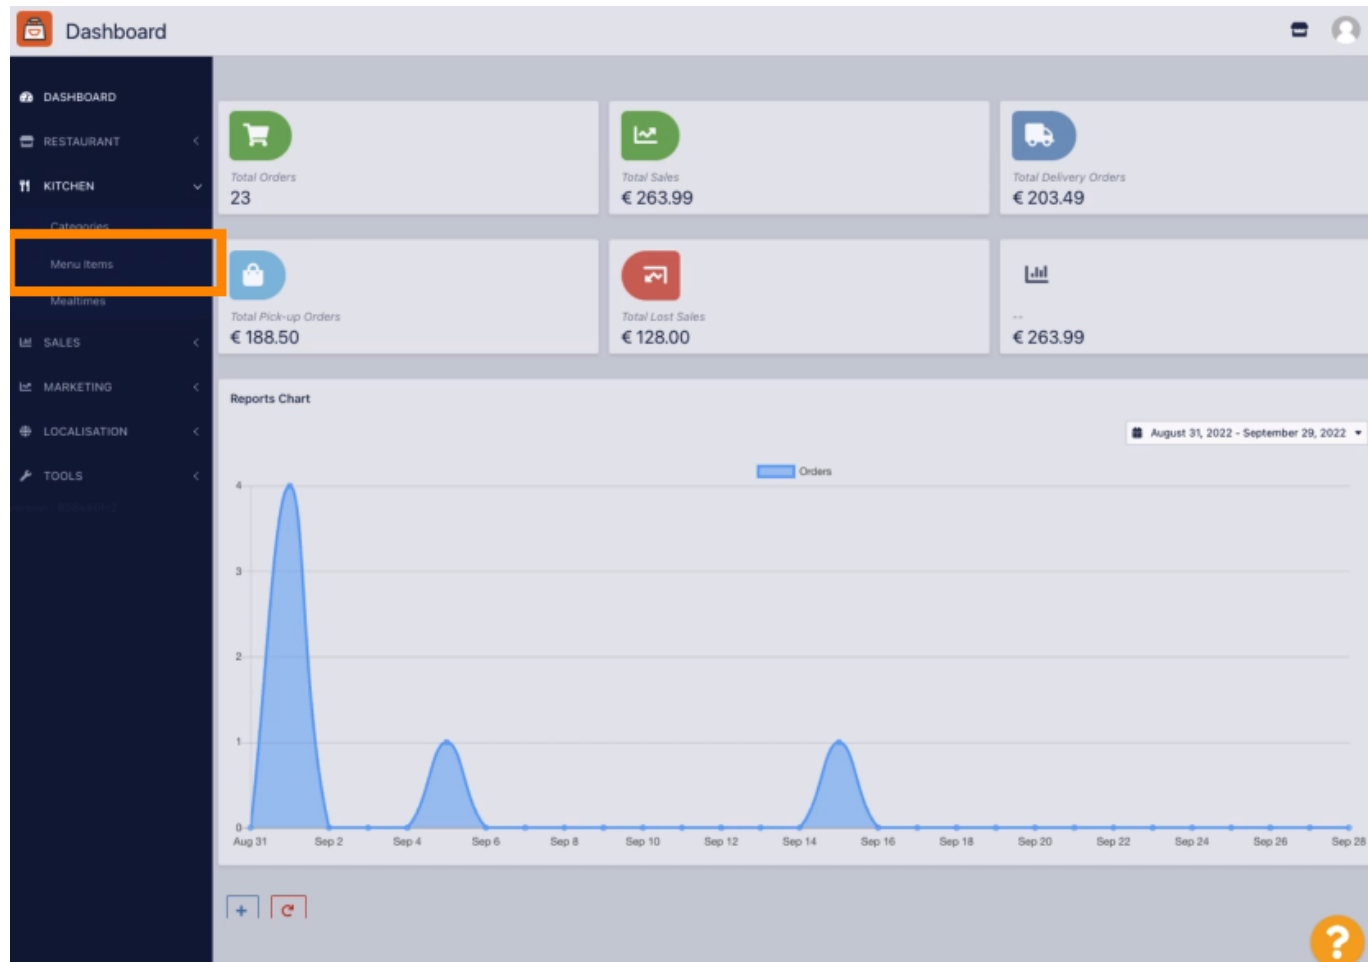 Dashboard
DASHBOARD
RESTAURANT
KITCHEN
Categories
Menu Items
Mealtimes
SALES
MARKETING
LOCALISATION
TOOLS
Total Orders
23
Total Sales
€ 263.99
Total Delivery Orders
€ 203.49
Total Pick-up Orders
€ 188.50
Total Lost Sales
€ 128.00
--
€ 263.99
Reports Chart
August 31, 2022 - September 29, 2022
Orders
4
3
2
1
0
Aug 31 Sep 2 Sep 4 Sep 6 Sep 8 Sep 10 Sep 12 Sep 14 Sep 16 Sep 18 Sep 20 Sep 22 Sep 24 Sep 26 Sep 28
+
?